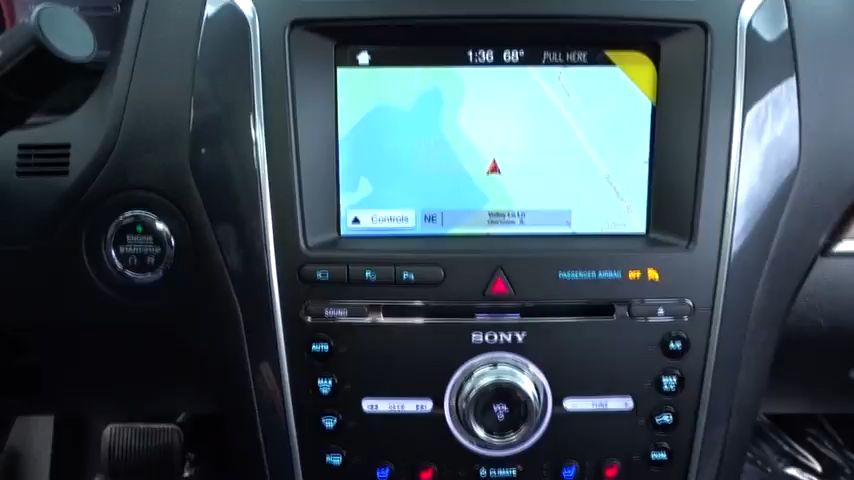 1:36 68° PULL HERE
Controls
NE
ENGINE
START STOP
PASSENGER AIRBAG OFF
SOUND
SONY
AUTO
A/C
MAX
MAX
A/C
VOL
TUNE
DUAL
CLIMATE